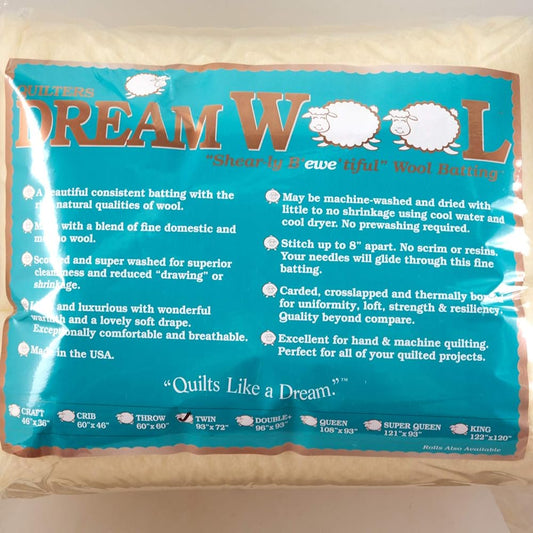 QUILTERS
DREAM WOOL
"Shear-ly B'ewe'tiful" Wool Batting
A beautiful consistent batting with the
natural qualities of wool.
with a blend of fine domestic and
wool.
and super washed for superior
and reduced "drawing" or
shrinkage.
and luxurious with wonderful
warmth and a lovely soft drape.
Exceptionally comfortable and breathable.
Made in the USA.
May be machine-washed and dried with
little to no shrinkage using cool water and
cool dryer. No prewashing required.
Stitch up to 8" apart. No scrim or resins.
Your needles will glide through this fine
batting.
Carded, crosslapped and thermally bonded
for uniformity, loft, strength & resiliency.
Quality beyond compare.
Excellent for hand & machine quilting.
Perfect for all of your quilted projects.
"Quilts Like a Dream."™
CRAFT
46"x36"
CRIB
60"x46"
THROW
60"x60"
TWIN
93"x72"
DOUBLE+
96"x93"
QUEEN
108"x93"
SUPER QUEEN
121"x93"
KING
122"x120"
Rolls Also Available